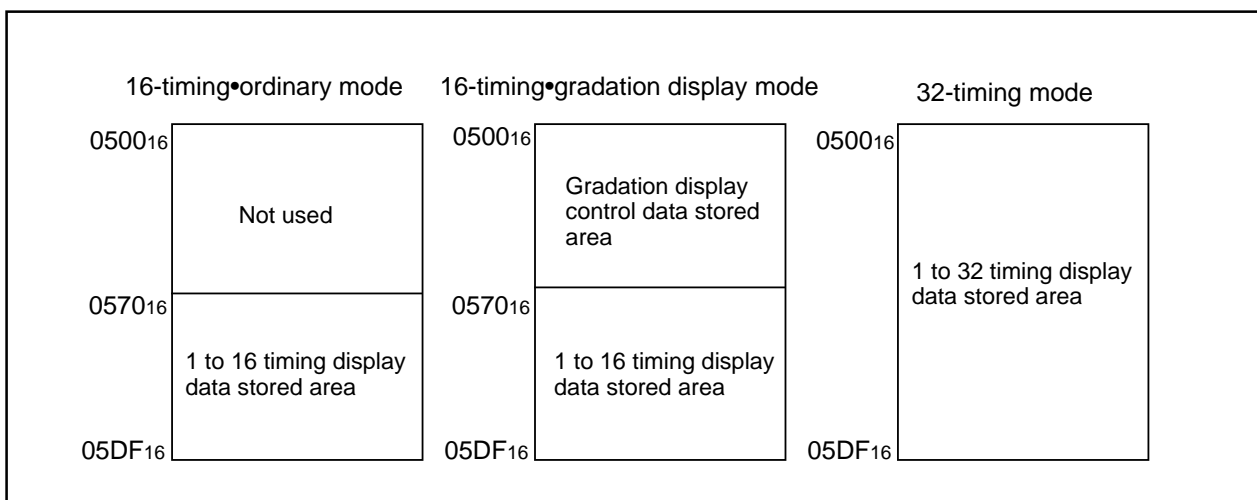 16-timing•ordinary mode
0500₁₆
Not used
0570₁₆
1 to 16 timing display
data stored area
05DF₁₆
16-timing•gradation display mode
0500₁₆
Gradation display
control data stored
area
0570₁₆
1 to 16 timing display
data stored area
05DF₁₆
32-timing mode
0500₁₆
1 to 32 timing display
data stored area
05DF₁₆